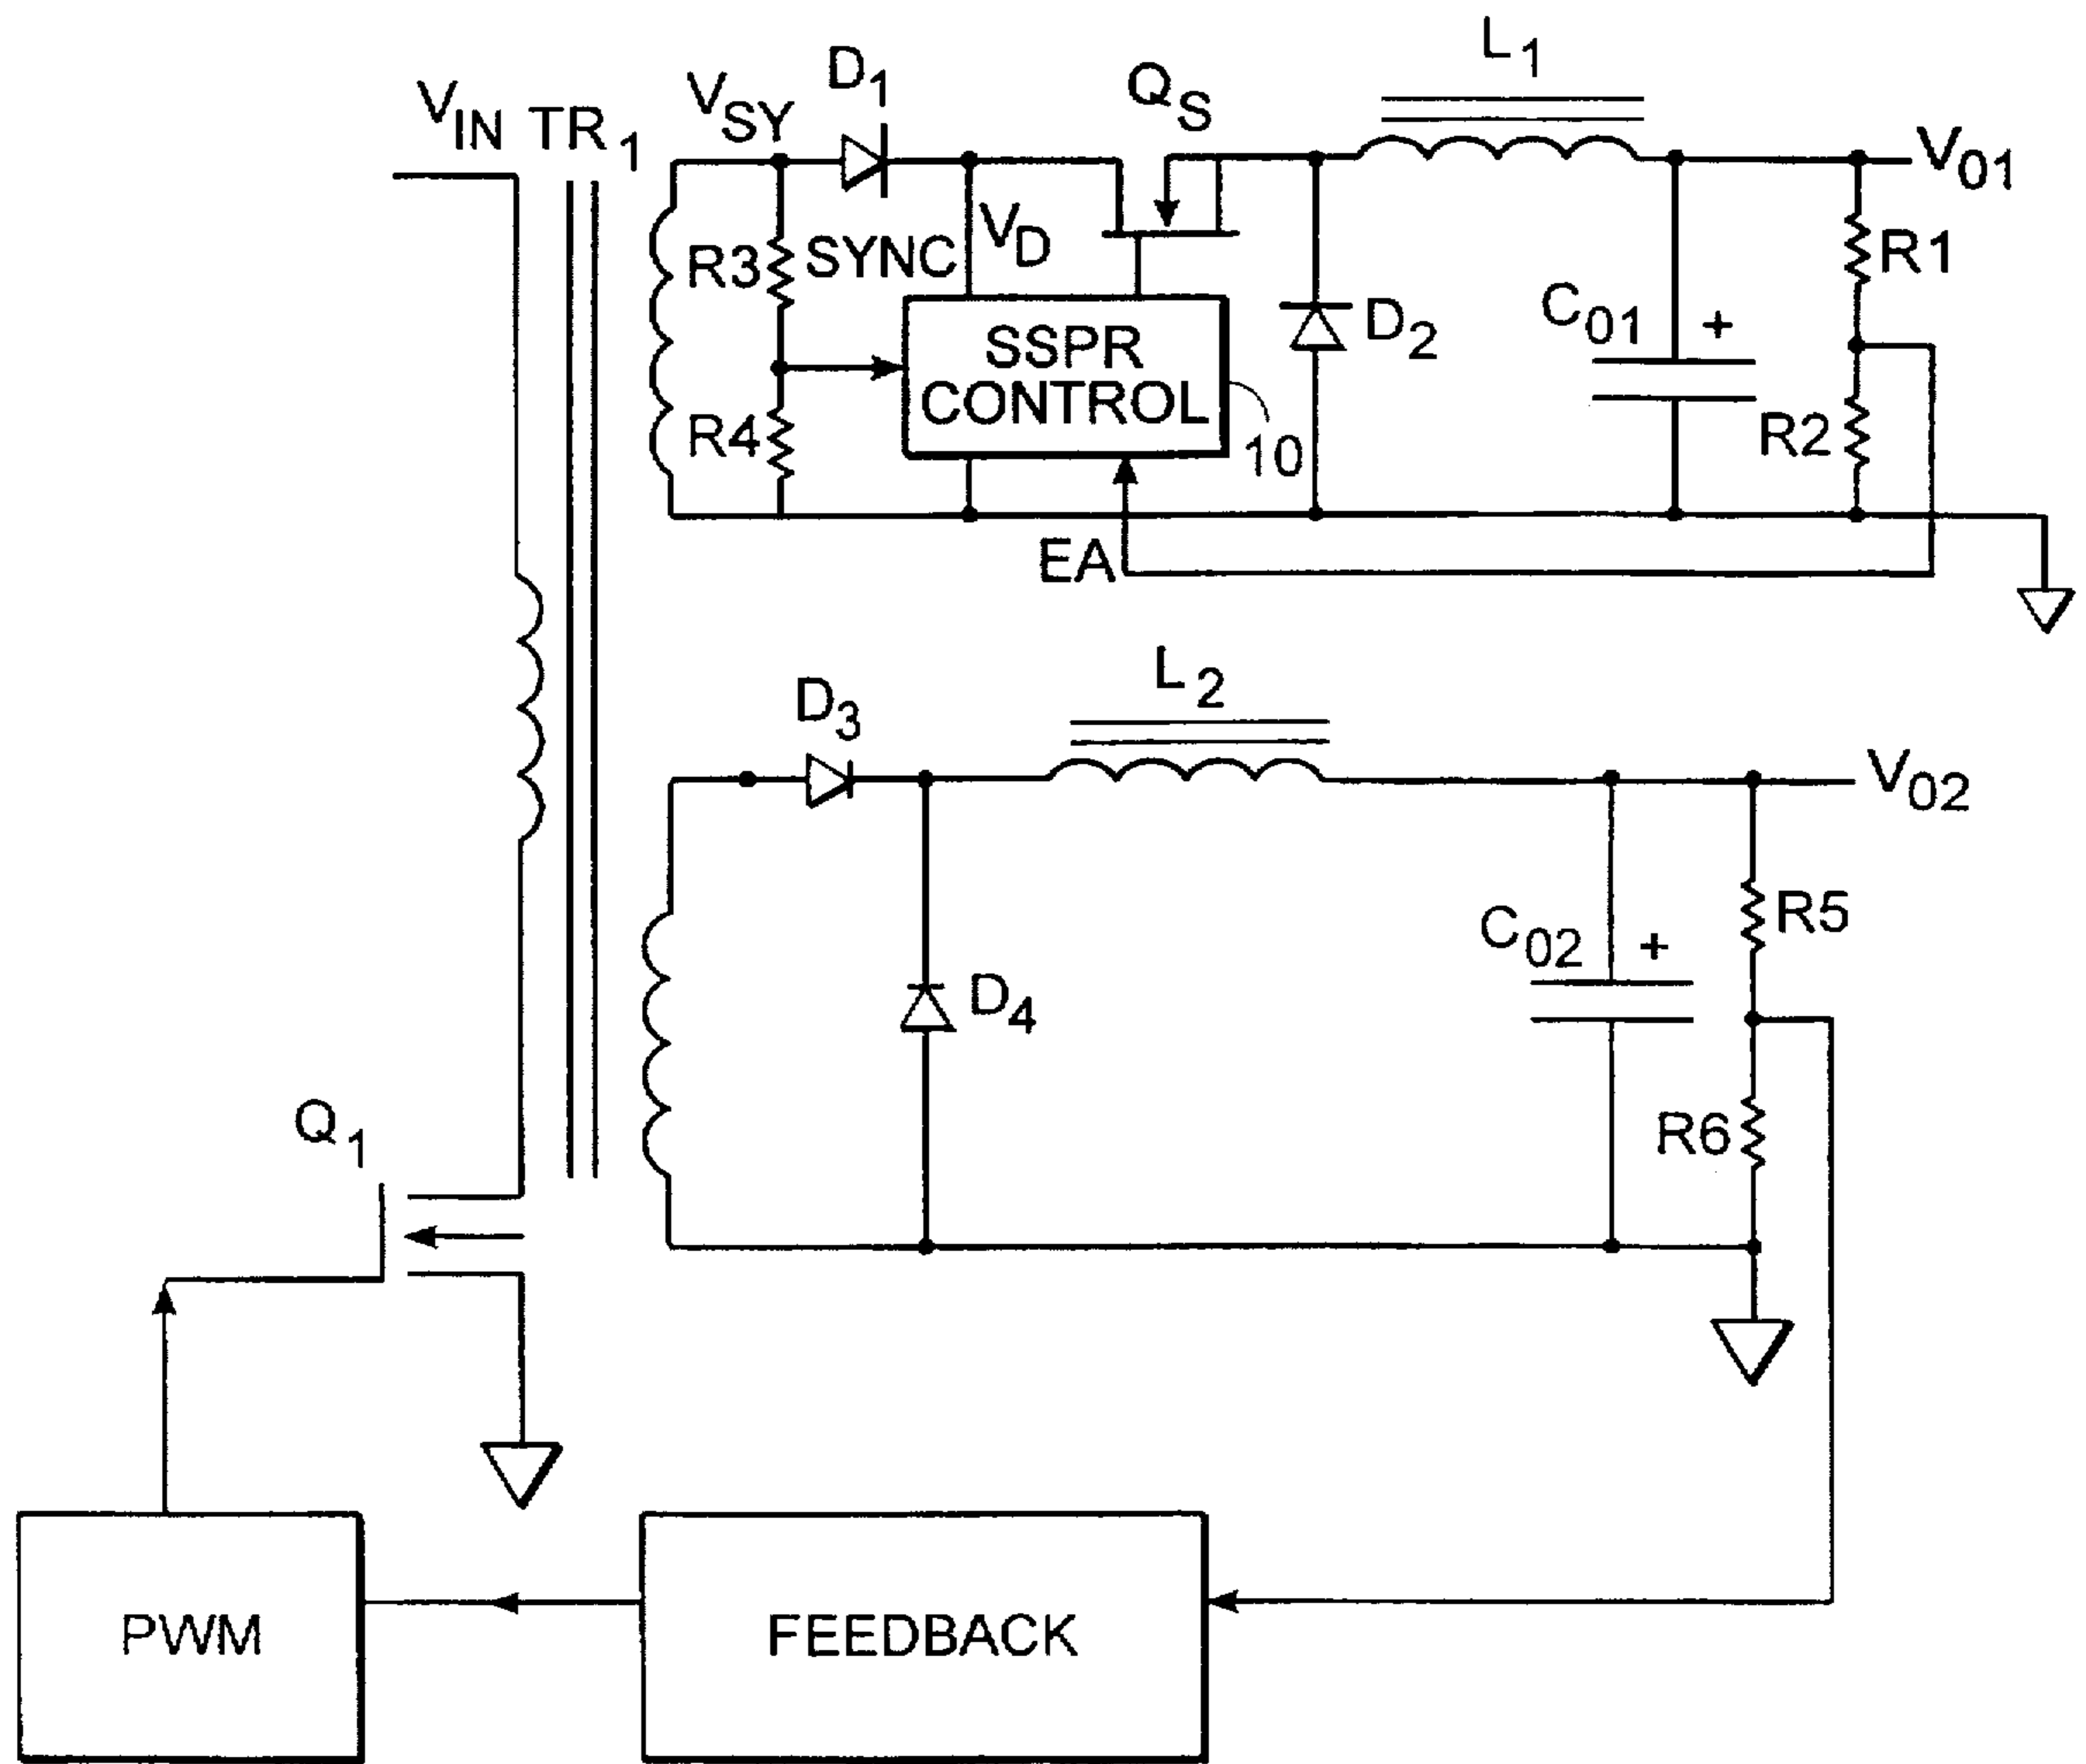 L1
D1
QS
VSY
VIN TR1
V01
VD
R1
SYNC
R3
C01
+
D2
SSPR
CONTROL
R4
R2
10
EA
L2
D3
V02
R5
C02
+
D4
Q1
R6
PWM
FEEDBACK